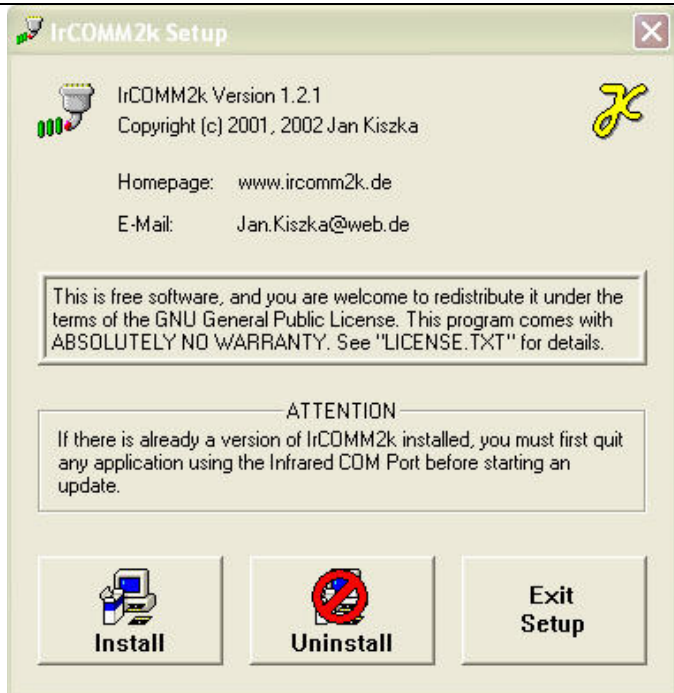 IrCOMM2k Setup
IrCOMM2k Version 1.2.1
Copyright (c) 2001, 2002 Jan Kiszka
Homepage: www.ircomm2k.de
E-Mail: Jan.Kiszka@web.de
This is free software, and you are welcome to redistribute it under the
terms of the GNU General Public License. This program comes with
ABSOLUTELY NO WARRANTY. See "LICENSE.TXT" for details.
ATTENTION
If there is already a version of IrCOMM2k installed, you must first quit
any application using the Infrared COM Port before starting an
update.
Install
Uninstall
Exit
Setup